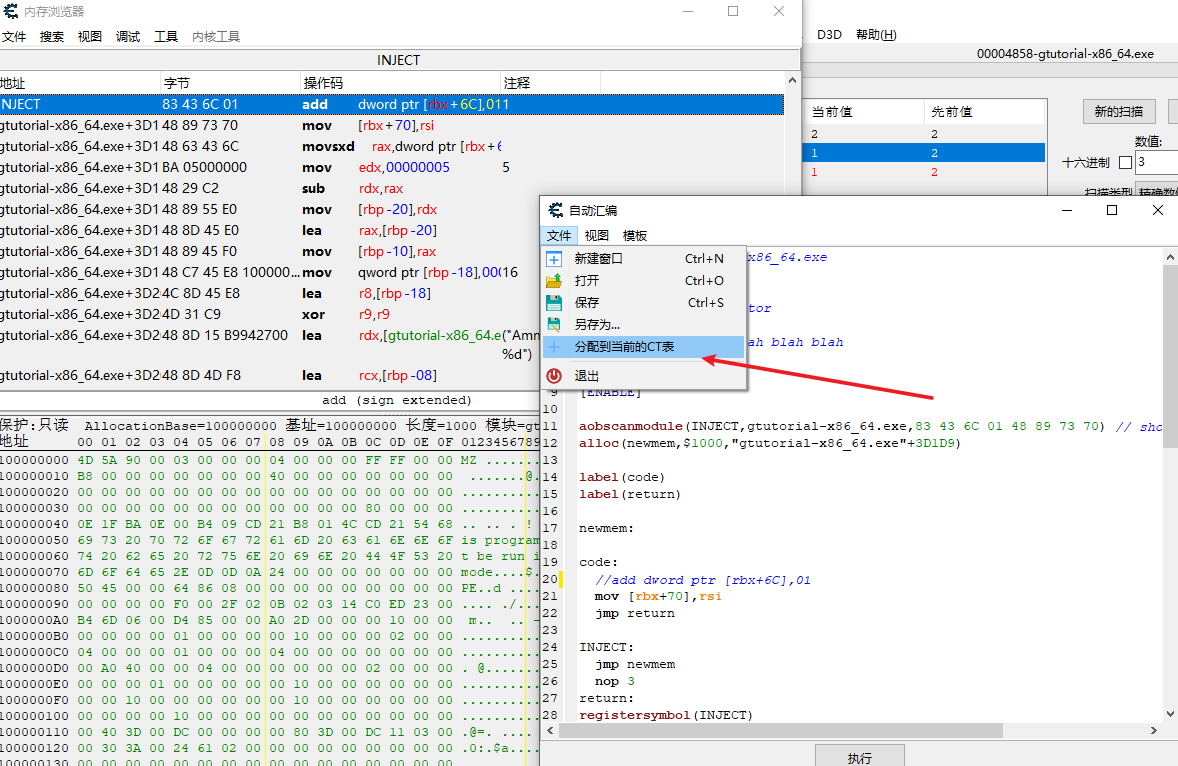 内存浏览器
文件 搜索 视图 调试 工具 内核工具
D3D 帮助(H)
INJECT
00004858-gtutorial-x86_64.exe
地址 字节 操作码 注释
NJECT 83 43 6C 01 add dword ptr [rbx+6C],01 1
gtutorial-x86_64.exe+3D1 48 89 73 70 mov [rbx+70],rsi
gtutorial-x86_64.exe+3D1 48 63 43 6C movsxd rax,dword ptr [rbx+6
gtutorial-x86_64.exe+3D1 BA 05000000 mov edx,00000005 5
gtutorial-x86_64.exe+3D1 48 29 C2 sub rdx,rax
gtutorial-x86_64.exe+3D1 48 89 55 E0 mov [rbp-20],rdx
gtutorial-x86_64.exe+3D1 48 8D 45 E0 lea rax,[rbp-20]
gtutorial-x86_64.exe+3D1 48 89 45 F0 mov [rbp-10],rax
gtutorial-x86_64.exe+3D1 48 C7 45 E8 100000... mov qword ptr [rbp-18],00( 16
gtutorial-x86_64.exe+3D2 4C 8D 45 E8 lea r8,[rbp-18]
gtutorial-x86_64.exe+3D2 4D 31 C9 xor r9,r9
gtutorial-x86_64.exe+3D2 48 8D 15 B9942700 lea rdx,[gtutorial-x86_64.e ("Amn
%d")
gtutorial-x86_64.exe+3D2 48 8D 4D F8 lea rcx,[rbp-08]
add (sign extended)
当前值 先前值
2 2
1 2
1 2
新的扫描
数值:
十六进制 3
扫描类型 精确数值
保护:只读 AllocationBase=100000000 基址=100000000 长度=1000 模块=gt
地址 00 01 02 03 04 05 06 07 08 09 0A 0B 0C 0D 0E 0F 0123456789
100000000 4D 5A 90 00 03 00 00 00 04 00 00 00 FF FF 00 00 MZ .......
100000010 B8 00 00 00 00 00 00 00 40 00 00 00 00 00 00 00 .......@.
100000020 00 00 00 00 00 00 00 00 00 00 00 00 00 00 00 00 ..........
100000030 00 00 00 00 00 00 00 00 00 00 00 00 80 00 00 00 ..........
100000040 0E 1F BA 0E 00 B4 09 CD 21 B8 01 4C CD 21 54 68 .. .. . !
100000050 69 73 20 70 72 6F 67 72 61 6D 20 63 61 6E 6E 6F is program
100000060 74 20 62 65 20 72 75 6E 20 69 6E 20 44 4F 53 20 t be run i
100000070 6D 6F 64 65 2E 0D 0D 0A 24 00 00 00 00 00 00 00 mode....$.
100000080 50 45 00 00 64 86 08 00 00 00 00 00 00 00 00 00 PE..d ....
100000090 00 00 00 00 F0 00 2F 02 0B 02 03 14 C0 ED 23 00 .... ./...
1000000A0 B4 6D 06 00 D4 85 00 00 A0 2D 00 00 00 10 00 00 m.. .. -
1000000B0 00 00 00 00 01 00 00 00 00 10 00 00 00 02 00 00 ..........
1000000C0 04 00 00 00 01 00 00 00 04 00 00 00 00 00 00 00 ..........
1000000D0 00 A0 40 00 00 04 00 00 00 00 00 00 02 00 00 00 . @.......
1000000E0 00 00 00 01 00 00 00 00 00 10 00 00 00 00 00 00 ..........
1000000F0 00 00 10 00 00 00 00 00 00 10 00 00 00 00 00 00 ..........
100000100 00 00 00 00 10 00 00 00 00 00 00 00 00 00 00 00 ..........
100000110 00 40 3D 00 DC 00 00 00 00 80 3D 00 DC 11 03 00 .@=. .....
100000120 00 30 3A 00 24 61 02 00 00 00 00 00 00 00 00 00 .0:.$a....
自动汇编
文件 视图 模板
新建窗口 Ctrl+N
打开 Ctrl+O
保存 Ctrl+S
另存为...
分配到当前的CT表
退出
x86_64.exe
tor
ah blah blah
9 [ENABLE]
10
11 aobscanmodule(INJECT,gtutorial-x86_64.exe,83 43 6C 01 48 89 73 70) // sho
12 alloc(newmem,$1000,"gtutorial-x86_64.exe"+3D1D9)
13
14 label(code)
15 label(return)
16
17 newmem:
18
19 code:
20 //add dword ptr [rbx+6C],01
21 mov [rbx+70],rsi
22 jmp return
23
24 INJECT:
25 jmp newmem
26 nop 3
27 return:
28 registersymbol(INJECT)
执行